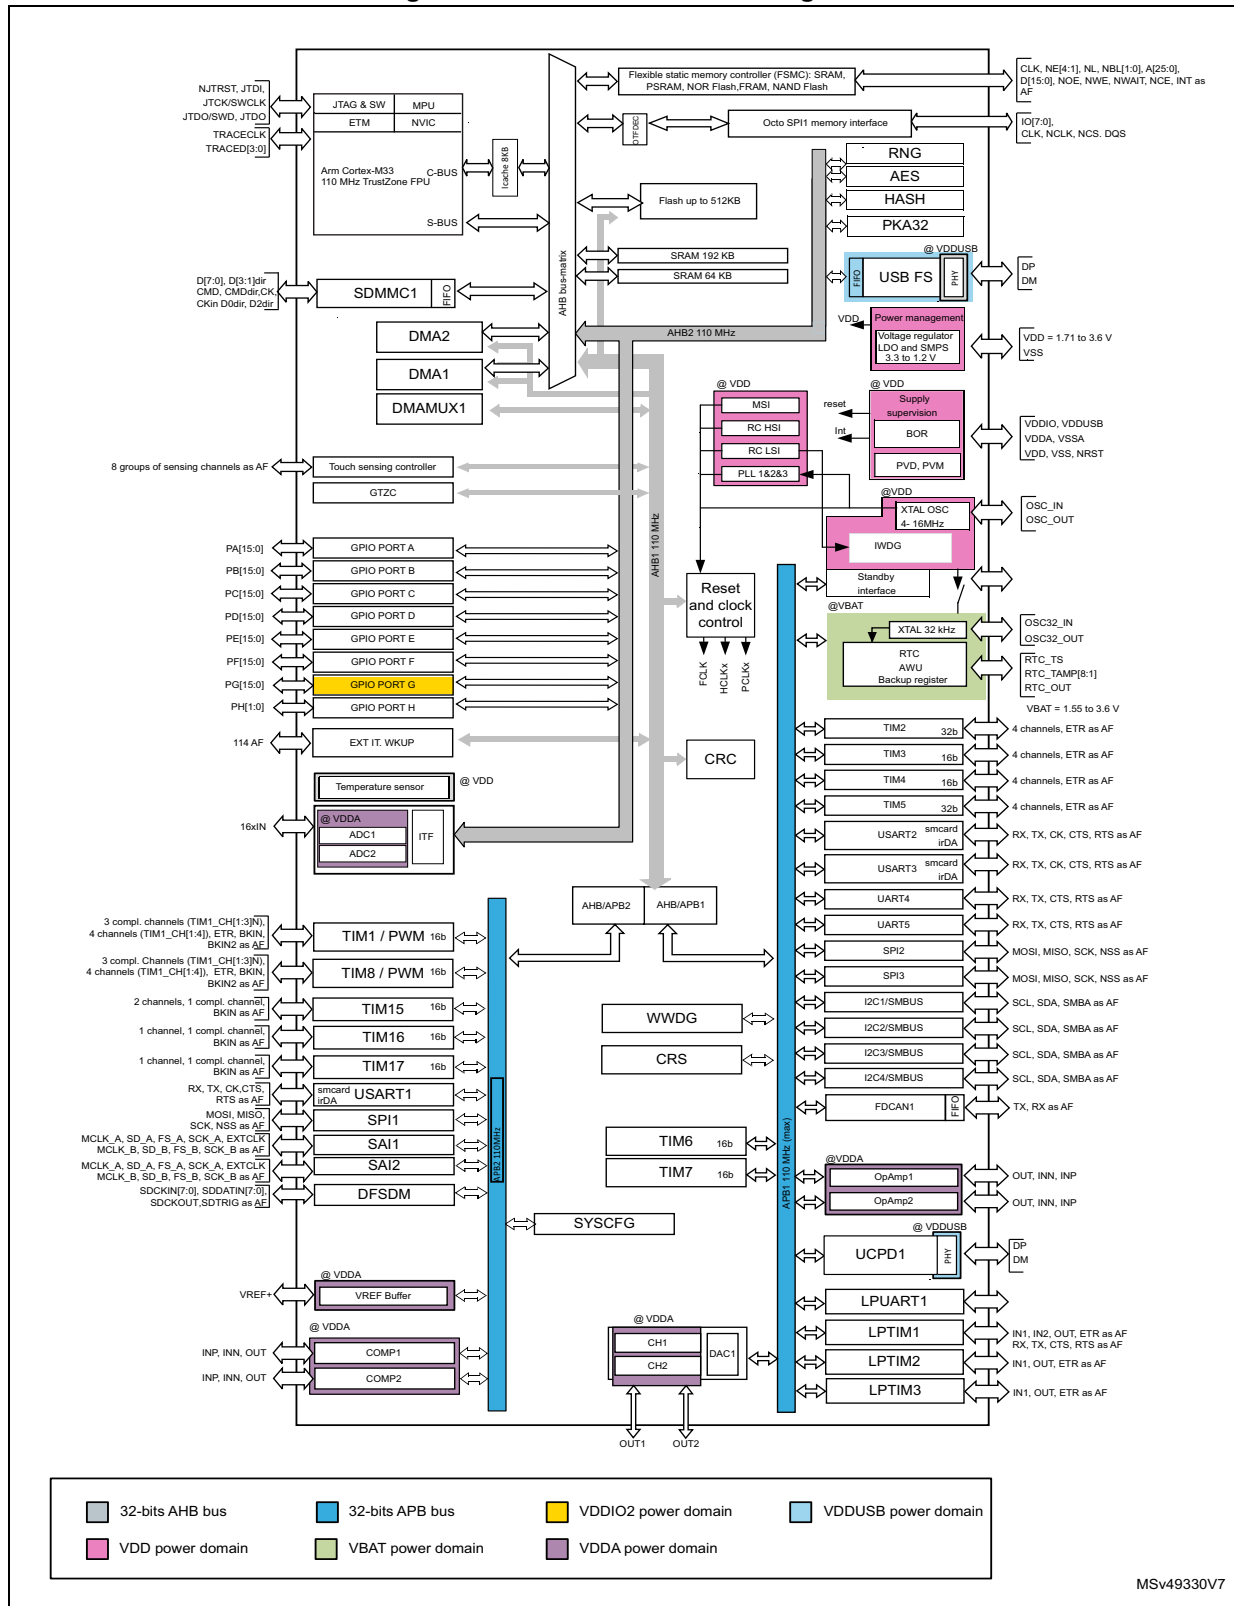 CLK, NE[4:1], NL, NBL[1:0], A[25:0],
D[15:0], NOE, NWE, NWAIT, NCE, INT as
AF
Flexible static memory controller (FSMC): SRAM,
PSRAM, NOR Flash,FRAM, NAND Flash
NJTRST, JTDI,
JTCK/SWCLK
JTDO/SWD, JTDO
TRACECLK
TRACED[3:0]
JTAG & SW
MPU
ETM
NVIC
Arm Cortex-M33
110 MHz TrustZone FPU
C-BUS
S-BUS
Icache 8KB
AHB bus-matrix
OTFDEC
Octo SPI1 memory interface
IO[7:0],
CLK, NCLK, NCS. DQS
RNG
AES
HASH
PKA32
Flash up to 512KB
SRAM 192 KB
SRAM 64 KB
@ VDDUSB
FIFO
USB FS
PHY
DP
DM
D[7:0], D[3:1]dir
CMD, CMDdir,CK,
CKin D0dir, D2dir
SDMMC1
FIFO
AHB2 110 MHz
VDD
Power management
Voltage regulator
LDO and SMPS
3.3 to 1.2 V
VDD = 1.71 to 3.6 V
VSS
DMA2
DMA1
DMAMUX1
@ VDD
MSI
RC HSI
RC LSI
PLL 1&2&3
@ VDD
reset
Int
Supply
supervision
BOR
PVD, PVM
VDDIO, VDDUSB
VDDA, VSSA
VDD, VSS, NRST
8 groups of sensing channels as AF
Touch sensing controller
GTZC
@VDD
XTAL OSC
4- 16MHz
IWDG
OSC_IN
OSC_OUT
Standby
interface
AHB1 110 MHz
PA[15:0]
GPIO PORT A
PB[15:0]
GPIO PORT B
PC[15:0]
GPIO PORT C
PD[15:0]
GPIO PORT D
PE[15:0]
GPIO PORT E
PF[15:0]
GPIO PORT F
PG[15:0]
GPIO PORT G
PH[1:0]
GPIO PORT H
Reset
and clock
control
FCLK
HCLKx
PCLKx
@VBAT
XTAL 32 kHz
RTC
AWU
Backup register
OSC32_IN
OSC32_OUT
RTC_TS
RTC_TAMP[8:1]
RTC_OUT
VBAT = 1.55 to 3.6 V
114 AF
EXT IT. WKUP
CRC
Temperature sensor
@ VDD
16xIN
@ VDDA
ADC1
ADC2
ITF
TIM2 32b
4 channels, ETR as AF
TIM3 16b
4 channels, ETR as AF
TIM4 16b
4 channels, ETR as AF
TIM5 32b
4 channels, ETR as AF
USART2 smcard
irDA
RX, TX, CK, CTS, RTS as AF
USART3 smcard
irDA
RX, TX, CK, CTS, RTS as AF
UART4
RX, TX, CTS, RTS as AF
UART5
RX, TX, CTS, RTS as AF
SPI2
MOSI, MISO, SCK, NSS as AF
SPI3
MOSI, MISO, SCK, NSS as AF
I2C1/SMBUS
SCL, SDA, SMBA as AF
I2C2/SMBUS
SCL, SDA, SMBA as AF
I2C3/SMBUS
SCL, SDA, SMBA as AF
I2C4/SMBUS
SCL, SDA, SMBA as AF
FDCAN1
FIFO
TX, RX as AF
AHB/APB2
AHB/APB1
3 compl. channels (TIM1_CH[1:3]N),
4 channels (TIM1_CH[1:4]), ETR, BKIN,
BKIN2 as AF
TIM1 / PWM 16b
3 compl. Channels (TIM1_CH[1:3]N),
4 channels (TIM1_CH[1:4]), ETR, BKIN,
BKIN2 as AF
TIM8 / PWM 16b
2 channels, 1 compl. channel,
BKIN as AF
TIM15 16b
1 channel, 1 compl. channel,
BKIN as AF
TIM16 16b
1 channel, 1 compl. channel,
BKIN as AF
TIM17 16b
RX, TX, CK,CTS,
RTS as AF
smcard
irDA
USART1
MOSI, MISO,
SCK, NSS as AF
SPI1
MCLK_A, SD_A, FS_A, SCK_A, EXTCLK
MCLK_B, SD_B, FS_B, SCK_B as AF
SAI1
MCLK_A, SD_A, FS_A, SCK_A, EXTCLK
MCLK_B, SD_B, FS_B, SCK_B as AF
SAI2
SDCKIN[7:0], SDDATIN[7:0],
SDCKOUT,SDTRIG as AF
DFSDM
APB2 110MHz
APB1 110 MHz (max)
WWDG
CRS
TIM6 16b
TIM7 16b
SYSCFG
@VDDA
OpAmp1
OUT, INN, INP
OpAmp2
OUT, INN, INP
@ VDDUSB
UCPD1
PHY
DP
DM
@ VDDA
VREF+
VREF Buffer
@ VDDA
INP, INN, OUT
COMP1
INP, INN, OUT
COMP2
@ VDDA
CH1
CH2
DAC1
OUT1
OUT2
LPUART1
LPTIM1
IN1, IN2, OUT, ETR as AF
RX, TX, CTS, RTS as AF
LPTIM2
IN1, OUT, ETR as AF
LPTIM3
IN1, OUT, ETR as AF
32-bits AHB bus
32-bits APB bus
VDDIO2 power domain
VDDUSB power domain
VDD power domain
VBAT power domain
VDDA power domain
MSv49330V7